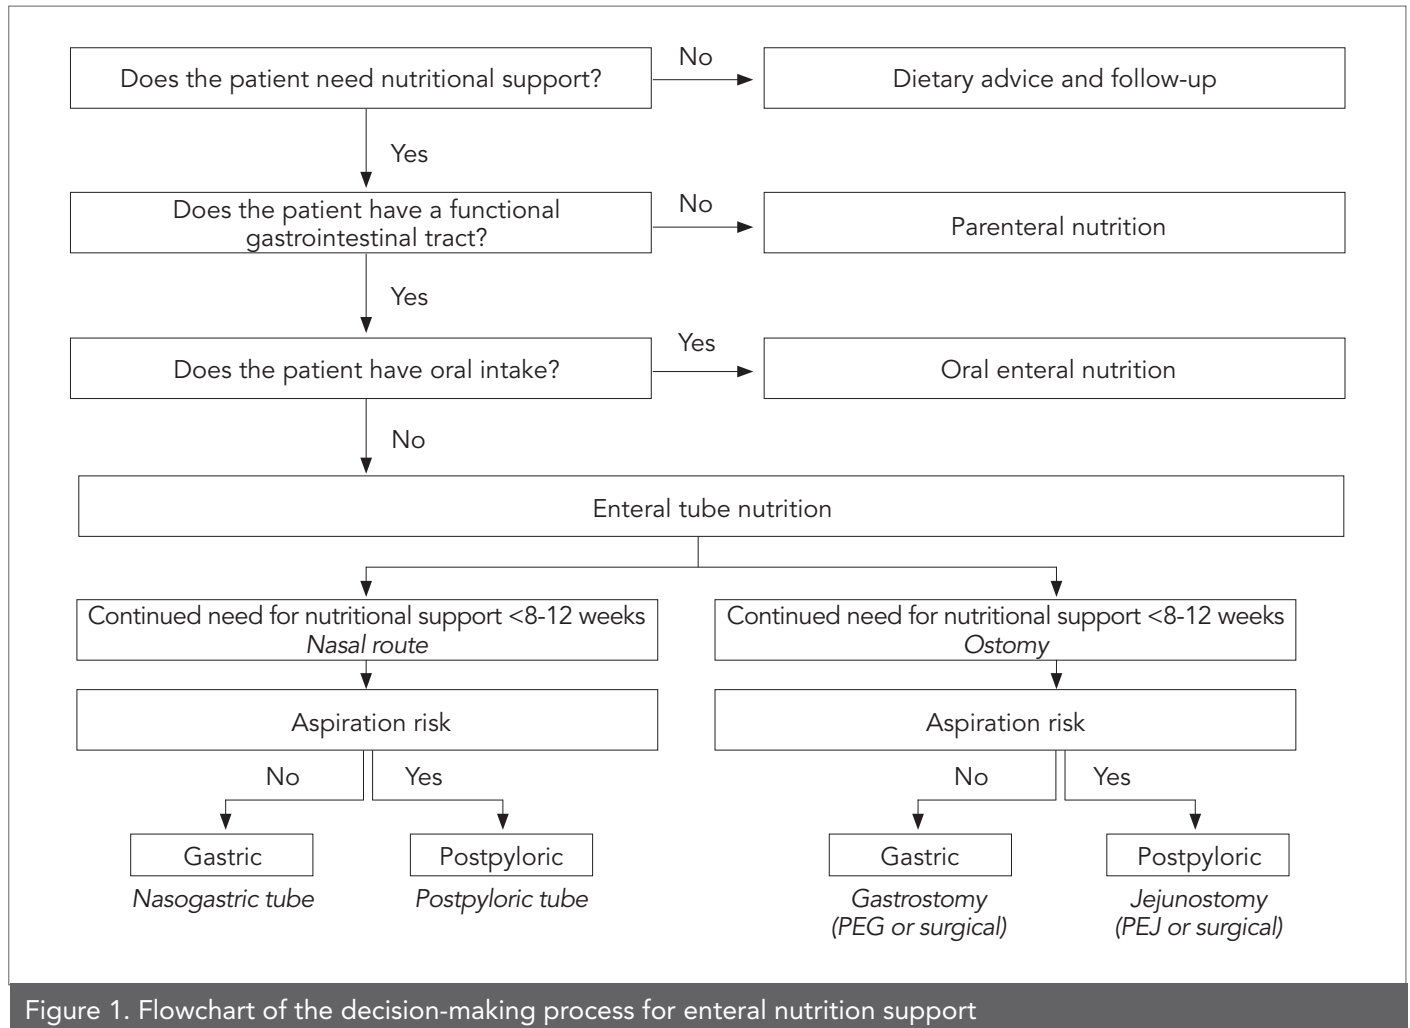 Does the patient need nutritional support?
No
Dietary advice and follow-up
Yes
Does the patient have a functional
gastrointestinal tract?
No
Parenteral nutrition
Yes
Does the patient have oral intake?
Yes
Oral enteral nutrition
No
Enteral tube nutrition
Continued need for nutritional support <8-12 weeks
Nasal route
Continued need for nutritional support <8-12 weeks
Ostomy
Aspiration risk
Aspiration risk
No
Yes
No
Yes
Gastric
Nasogastric tube
Postpyloric
Postpyloric tube
Gastric
Gastrostomy
(PEG or surgical)
Postpyloric
Jejunostomy
(PEJ or surgical)
Figure 1. Flowchart of the decision-making process for enteral nutrition support